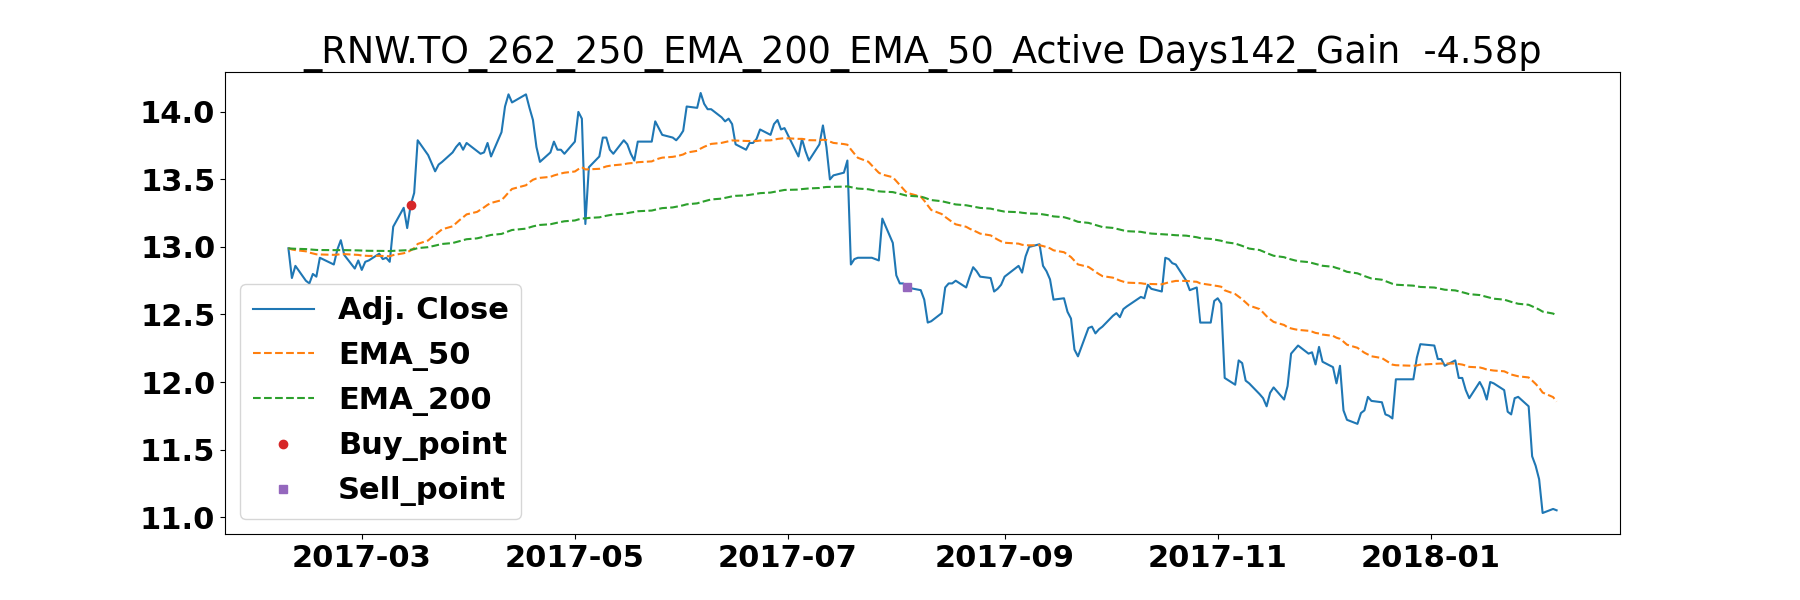 _RNW.TO_262_250_EMA_200_EMA_50_Active Days142_Gain  -4.58p
14.0
13.5
13.0
12.5
12.0
11.5
11.0
Adj. Close
EMA_50
EMA_200
Buy_point
Sell_point
2017-03 2017-05 2017-07 2017-09 2017-11 2018-01